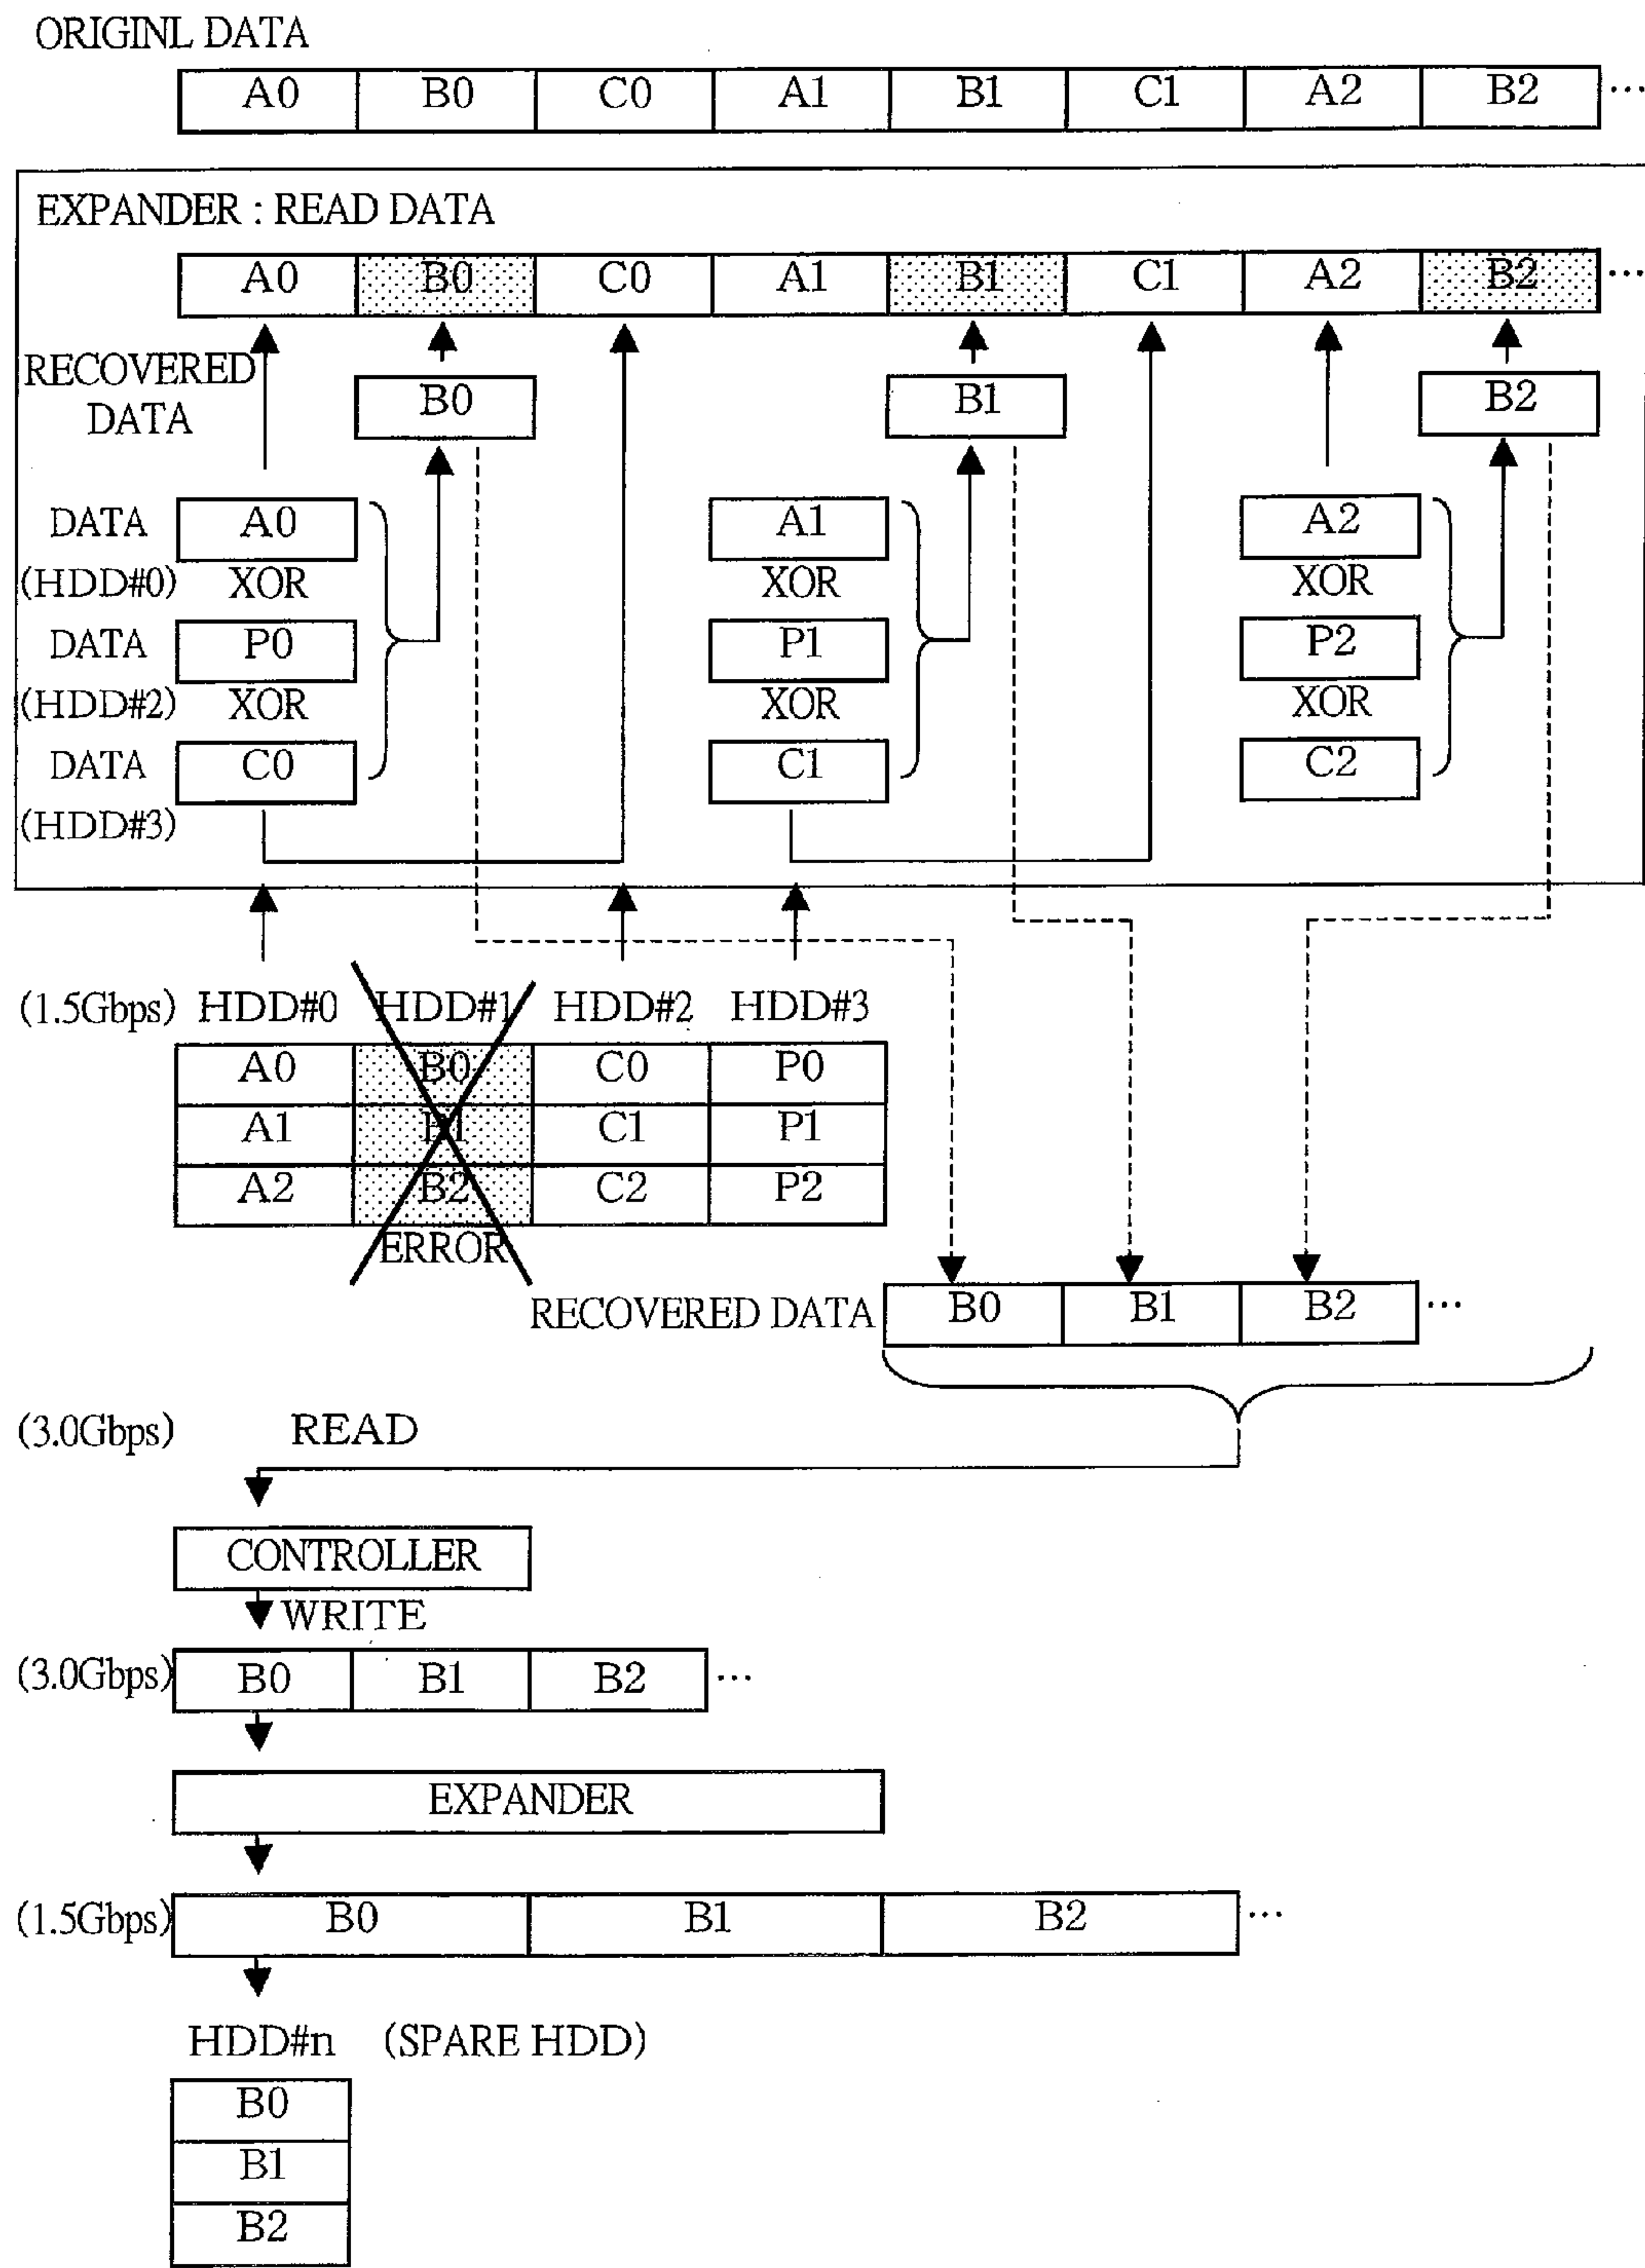 ORIGINL DATA
A0 B0 C0 A1 B1 C1 A2 B2 ...
EXPANDER : READ DATA
A0 B0 C0 A1 B1 C1 A2 B2 ...
RECOVERED
DATA
B0 B1 B2
DATA A0 A1 A2
(HDD#0) XOR XOR XOR
DATA P0 P1 P2
(HDD#2) XOR XOR XOR
DATA C0 C1 C2
(HDD#3)
(1.5Gbps) HDD#0 HDD#1 HDD#2 HDD#3
A0 B0 C0 P0
A1 B1 C1 P1
A2 B2 C2 P2
ERROR
RECOVERED DATA B0 B1 B2 ...
(3.0Gbps) READ
CONTROLLER
WRITE
(3.0Gbps) B0 B1 B2 ...
EXPANDER
(1.5Gbps) B0 B1 B2 ...
HDD#n (SPARE HDD)
B0
B1
B2